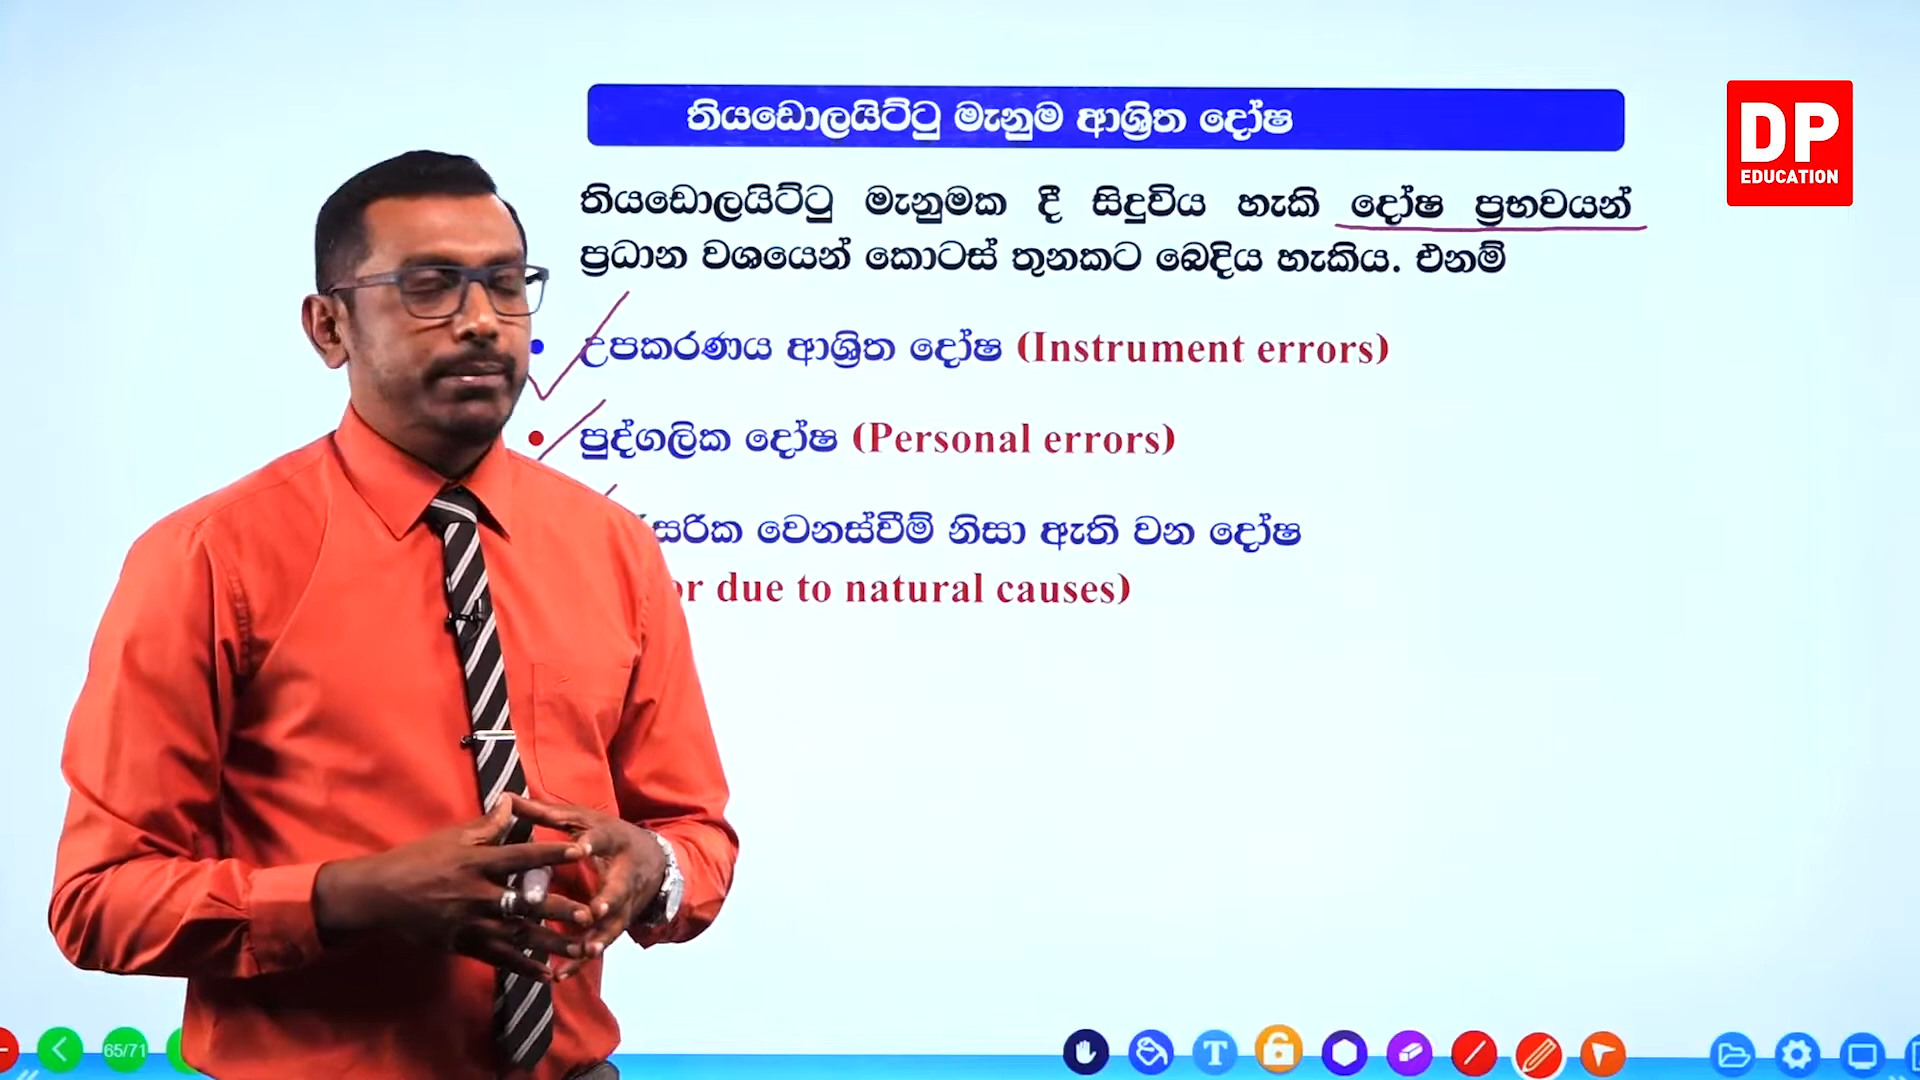 තියඩොලයිට්ටු මැනුම ආශ්‍රිත දෝෂ
DP
EDUCATION
තියඩොලයිට්ටු මැනුමක දී සිදුවිය හැකි දෝෂ ප්‍රභවයන්
ප්‍රධාන වශයෙන් කොටස් තුනකට බෙදිය හැකිය. එනම්
උපකරණය ආශ්‍රිත දෝෂ (Instrument errors)
පුද්ගලික දෝෂ (Personal errors)
වෙනස්වීම් නිසා ඇති වන දෝෂ
due to natural causes)
65/71
T